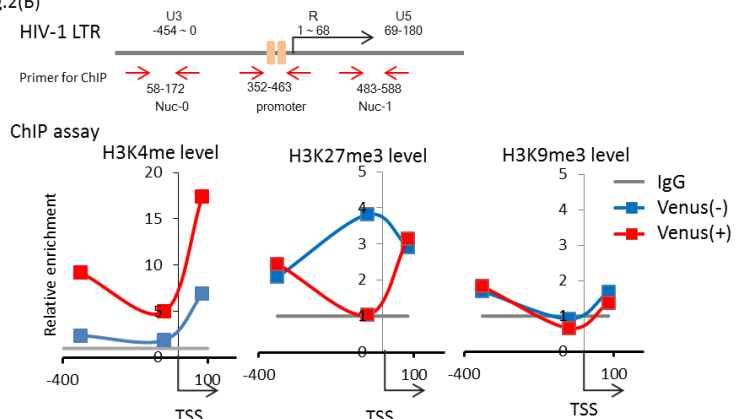 g.2(B)
HIV-1 LTR
U3
-454 ~ 0
R
1 ~ 68
U5
69-180
Primer for ChIP
58-172
Nuc-0
352-463
promoter
483-588
Nuc-1
ChIP assay
H3K4me level
Relative enrichment
20
15
10
5
0
-400
100
TSS
H3K27me3 level
5
4
3
2
1
0
-400
100
TSS
H3K9me3 level
5
4
3
2
1
0
-400
100
TSS
IgG
Venus(-)
Venus(+)